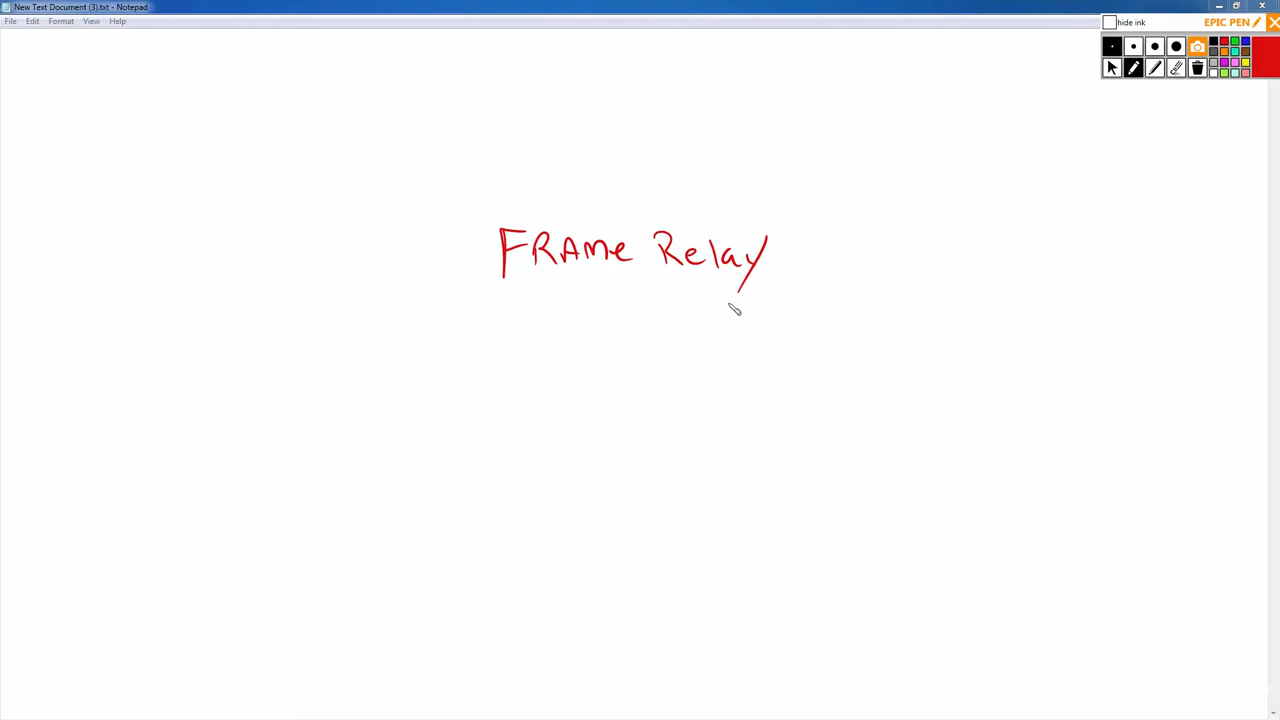 New Text Document (3).txt - Notepad
File Edit Format View Help
hide ink EPIC PEN
FRAMe Relay